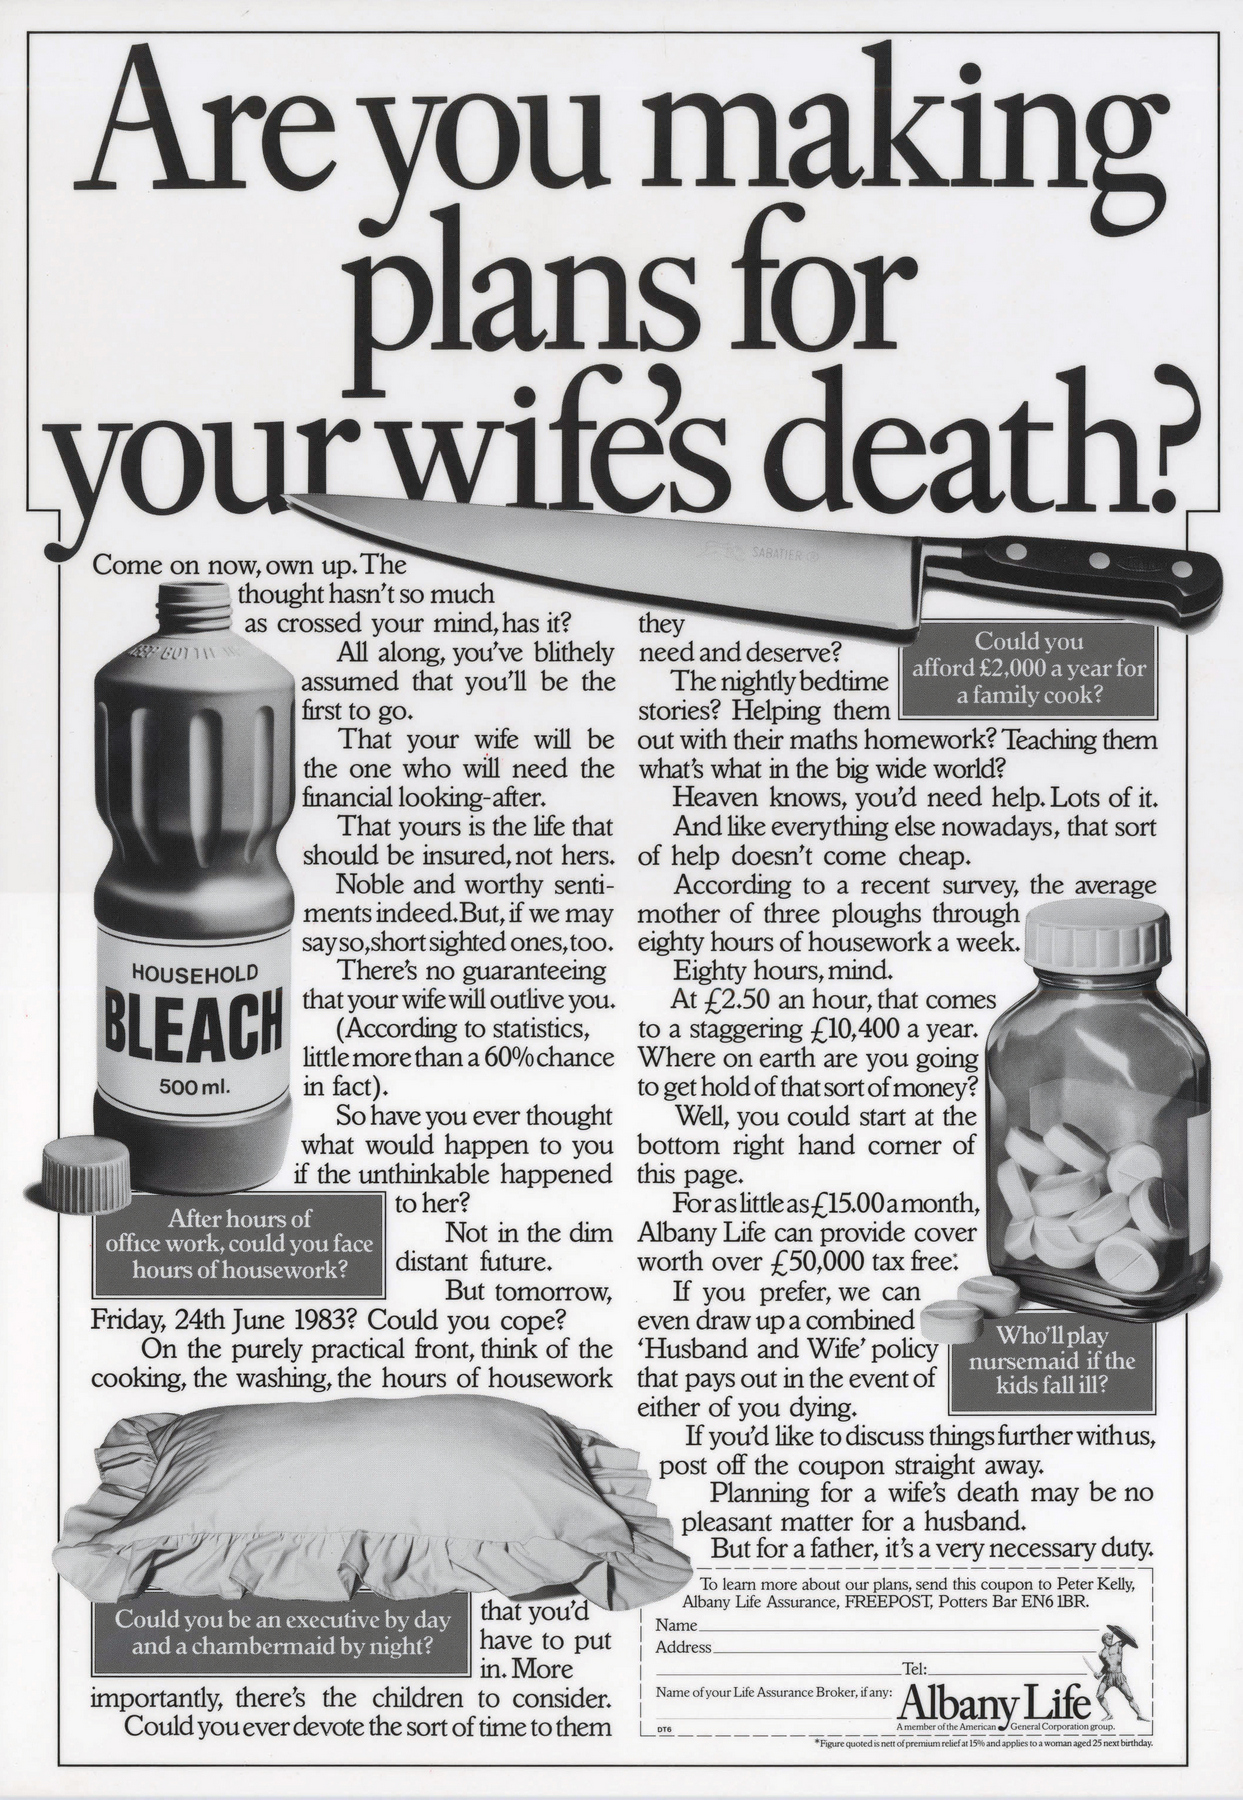 Are you making
plans for
your wife's death?
SABATIER
Come on now, own up. The
thought hasn't so much
as crossed your mind, has it?
All along, you've blithely
assumed that you'll be the
first to go.
That your wife will be
the one who will need the
financial looking-after.
That yours is the life that
should be insured, not hers.
Noble and worthy senti-
ments indeed. But, if we may
say so, short sighted ones, too.
There's no guaranteeing
that your wife will outlive you.
(According to statistics,
little more than a 60% chance
in fact).
So have you ever thought
what would happen to you
if the unthinkable happened
to her?
Not in the dim
distant future.
But tomorrow,
Friday, 24th June 1983? Could you cope?
On the purely practical front, think of the
cooking, the washing, the hours of housework
that you'd
have to put
in. More
importantly, there's the children to consider.
Could you ever devote the sort of time to them
HOUSEHOLD
BLEACH
500 ml.
After hours of
office work, could you face
hours of housework?
Could you be an executive by day
and a chambermaid by night?
they
need and deserve?
The nightly bedtime
stories? Helping them
out with their maths homework? Teaching them
what's what in the big wide world?
Heaven knows, you'd need help. Lots of it.
And like everything else nowadays, that sort
of help doesn't come cheap.
According to a recent survey, the average
mother of three ploughs through
eighty hours of housework a week.
Eighty hours, mind.
At £2.50 an hour, that comes
to a staggering £10,400 a year.
Where on earth are you going
to get hold of that sort of money?
Well, you could start at the
bottom right hand corner of
this page.
For as little as £15.00 a month,
Albany Life can provide cover
worth over £50,000 tax free.*
If you prefer, we can
even draw up a combined
'Husband and Wife' policy
that pays out in the event of
either of you dying.
If you'd like to discuss things further with us,
post off the coupon straight away.
Planning for a wife's death may be no
pleasant matter for a husband.
But for a father, it's a very necessary duty.
Could you
afford £2,000 a year for
a family cook?
Who'll play
nursemaid if the
kids fall ill?
To learn more about our plans, send this coupon to Peter Kelly,
Albany Life Assurance, FREEPOST, Potters Bar EN6 1BR.
Name
Address
Tel:
Name of your Life Assurance Broker, if any:
Albany Life
A member of the American General Corporation group.
DT6
*Figure quoted is nett of premium relief at 15% and applies to a woman aged 25 next birthday.